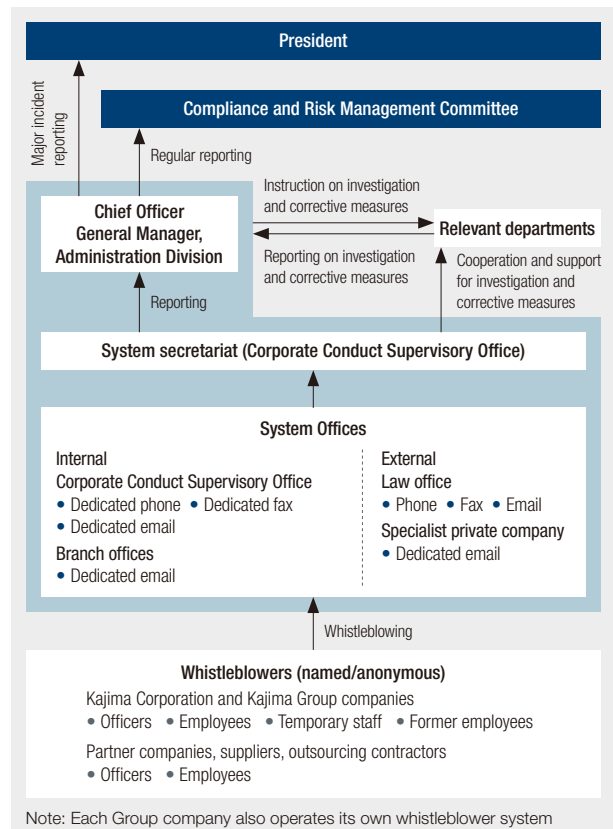 President
Major incident
reporting
Compliance and Risk Management Committee
Regular reporting
Chief Officer
General Manager,
Administration Division
Instruction on investigation
and corrective measures
Relevant departments
Reporting on investigation
and corrective measures
Cooperation and support
for investigation and
corrective measures
Reporting
System secretariat (Corporate Conduct Supervisory Office)
System Offices
Internal
Corporate Conduct Supervisory Office
• Dedicated phone • Dedicated fax
• Dedicated email
Branch offices
• Dedicated email
External
Law office
• Phone • Fax • Email
Specialist private company
• Dedicated email
Whistleblowing
Whistleblowers (named/anonymous)
Kajima Corporation and Kajima Group companies
• Officers • Employees • Temporary staff • Former employees
Partner companies, suppliers, outsourcing contractors
• Officers • Employees
Note: Each Group company also operates its own whistleblower system